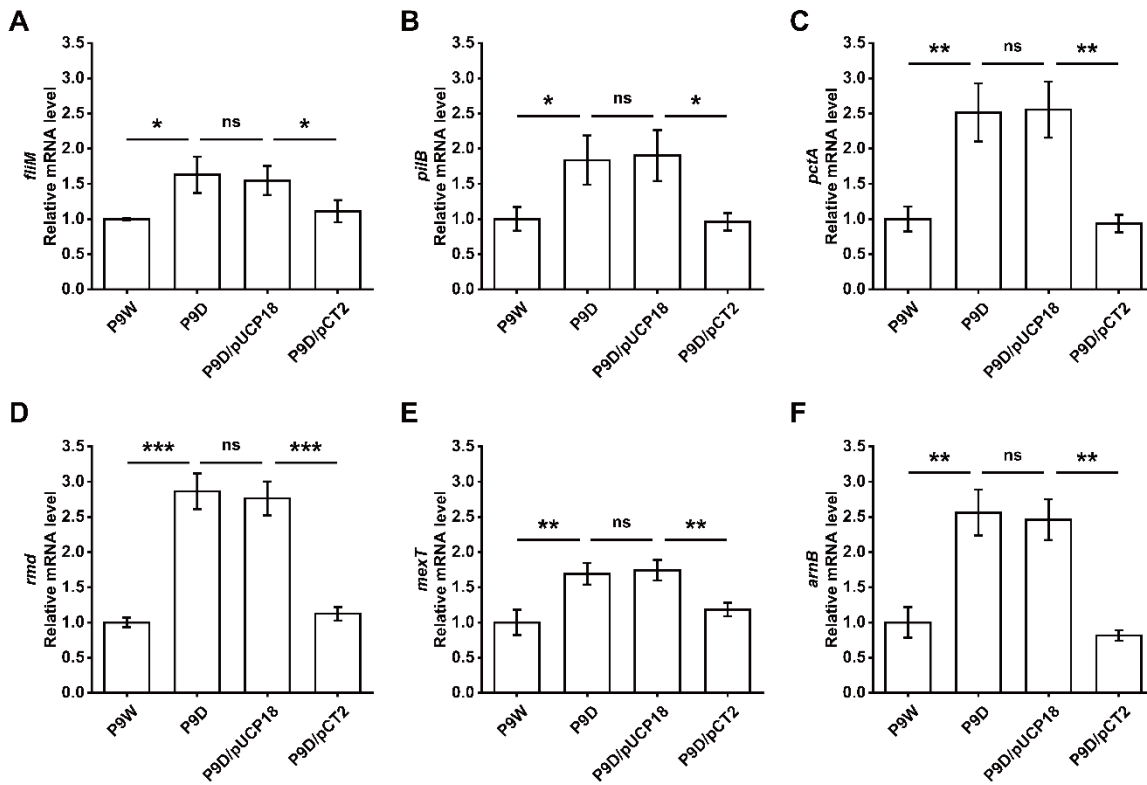 A
fliM
Relative mRNA level
3.5
3.0
2.5
2.0
1.5
1.0
0.5
0.0
* ns *
P9W P9D P9D/pUCP18 P9D/pCT2
B
pilB
Relative mRNA level
3.5
3.0
2.5
2.0
1.5
1.0
0.5
0.0
* ns *
P9W P9D P9D/pUCP18 P9D/pCT2
C
pctA
Relative mRNA level
3.5
3.0
2.5
2.0
1.5
1.0
0.5
0.0
** ns **
P9W P9D P9D/pUCP18 P9D/pCT2
D
rmd
Relative mRNA level
3.5
3.0
2.5
2.0
1.5
1.0
0.5
0.0
*** ns ***
P9W P9D P9D/pUCP18 P9D/pCT2
E
mexT
Relative mRNA level
3.5
3.0
2.5
2.0
1.5
1.0
0.5
0.0
** ns **
P9W P9D P9D/pUCP18 P9D/pCT2
F
arnB
Relative mRNA level
3.5
3.0
2.5
2.0
1.5
1.0
0.5
0.0
** ns **
P9W P9D P9D/pUCP18 P9D/pCT2